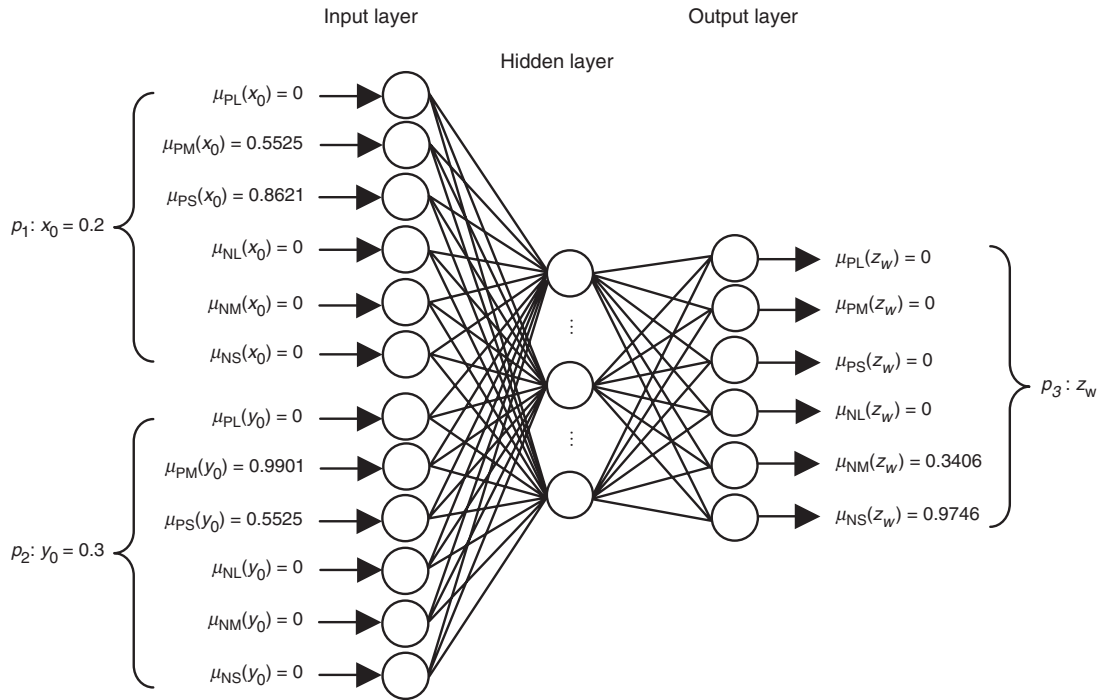 Input layer
Output layer
Hidden layer
μPL(x0) = 0
μPM(x0) = 0.5525
μPS(x0) = 0.8621
p1: x0 = 0.2
μNL(x0) = 0
μNM(x0) = 0
μNS(x0) = 0
μPL(y0) = 0
μPM(y0) = 0.9901
μPS(y0) = 0.5525
p2: y0 = 0.3
μNL(y0) = 0
μNM(y0) = 0
μNS(y0) = 0
...
...
μPL(zw) = 0
μPM(zw) = 0
μPS(zw) = 0
μNL(zw) = 0
μNM(zw) = 0.3406
μNS(zw) = 0.9746
p3 : zw